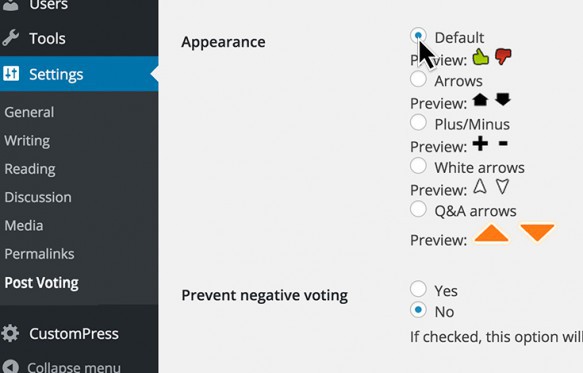 Users
Tools
Settings
General
Writing
Reading
Discussion
Media
Permalinks
Post Voting
CustomPress
Collapse menu
Appearance
Default
Preview:
Arrows
Preview:
Plus/Minus
Preview:
White arrows
Preview:
Q&A arrows
Preview:
Prevent negative voting
Yes
No
If checked, this option will